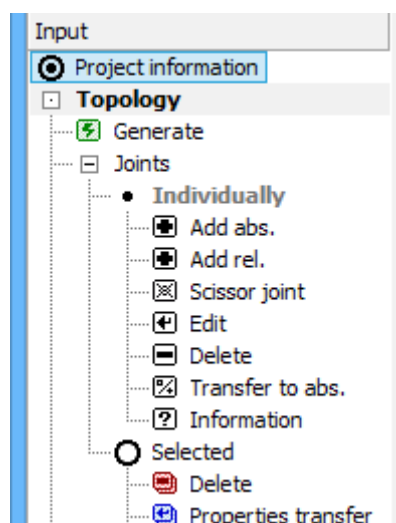 Input
Project information
Topology
Generate
Joints
Individually
Add abs.
Add rel.
Scissor joint
Edit
Delete
Transfer to abs.
Information
Selected
Delete
Properties transfer